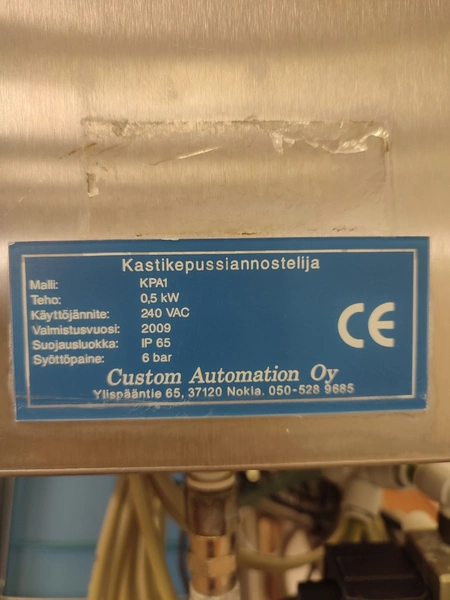 Kastikepussiannostelija
Malli: KPA1
Teho: 0,5 kW
Käyttöjännite: 240 VAC
Valmistusvuosi: 2009
Suojausluokka: IP 65
Syöttöpaine: 6 bar
CE
Custom Automation Oy
Ylispääntie 65, 37120 Nokia. 050-528 9685